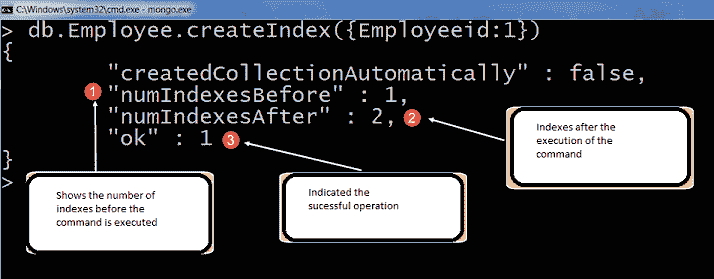 C:\Windows\system32\cmd.exe - mongo.exe
> db.Employee.createIndex({Employeeid:1})
{
"createdCollectionAutomatically" : false,
1 "numIndexesBefore" : 1,
"numIndexesAfter" : 2, 2
"ok" : 1 3
}
>
Indexes after the
execution of the
command
Shows the number of
indexes before the
command is executed
Indicated the
sucessful operation